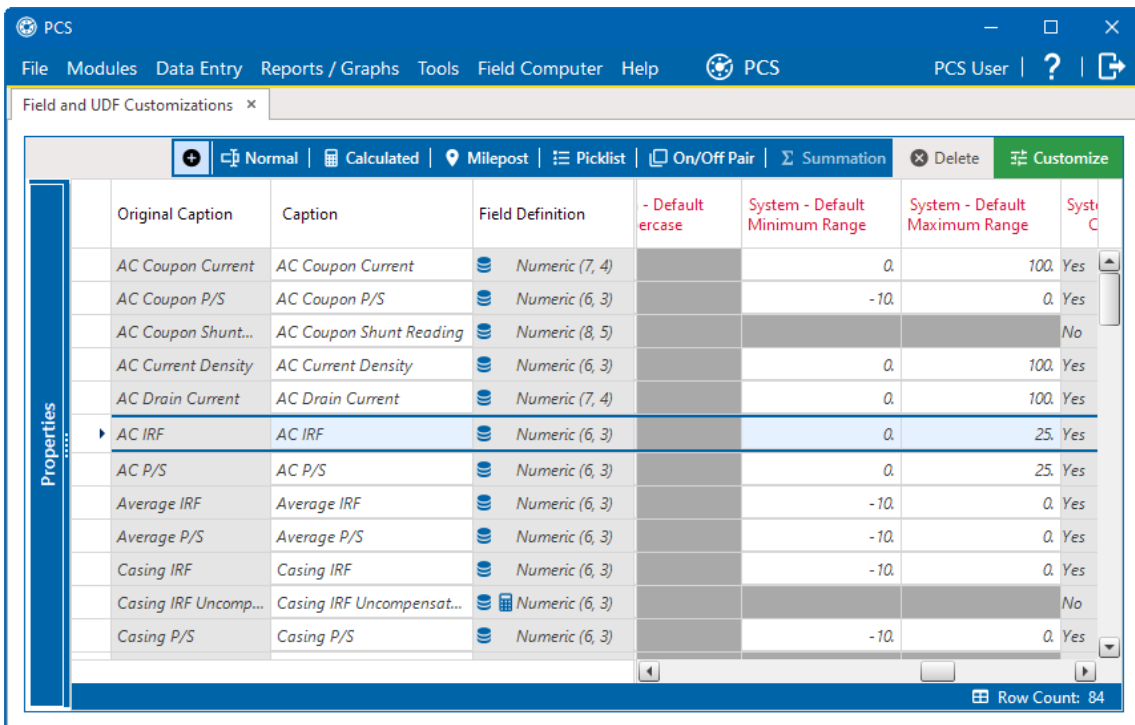 PCS
File Modules Data Entry Reports / Graphs Tools Field Computer Help PCS PCS User | ? |
Field and UDF Customizations ×
Normal | Calculated | Milepost | Picklist | On/Off Pair | Σ Summation Delete Customize
Properties
Original Caption Caption Field Definition - Default ercase System - Default Minimum Range System - Default Maximum Range Syste C
AC Coupon Current AC Coupon Current Numeric (7, 4) 0. 100. Yes
AC Coupon P/S AC Coupon P/S Numeric (6, 3) -10. 0. Yes
AC Coupon Shunt... AC Coupon Shunt Reading Numeric (8, 5) No
AC Current Density AC Current Density Numeric (6, 3) 0. 100. Yes
AC Drain Current AC Drain Current Numeric (7, 4) 0. 100. Yes
AC IRF AC IRF Numeric (6, 3) 0. 25. Yes
AC P/S AC P/S Numeric (6, 3) 0. 25. Yes
Average IRF Average IRF Numeric (6, 3) -10. 0. Yes
Average P/S Average P/S Numeric (6, 3) -10. 0. Yes
Casing IRF Casing IRF Numeric (6, 3) -10. 0. Yes
Casing IRF Uncomp... Casing IRF Uncompensat... Numeric (6, 3) No
Casing P/S Casing P/S Numeric (6, 3) -10. 0. Yes
Row Count: 84